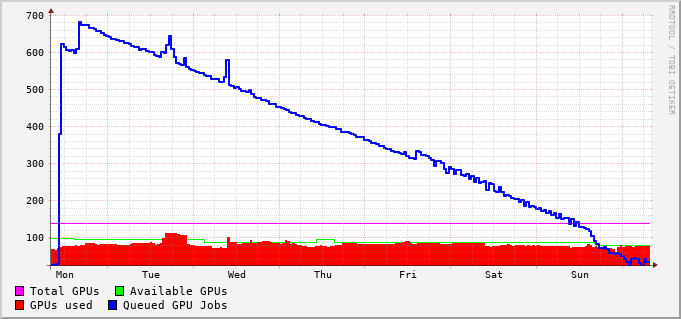 700
600
500
400
300
200
100
Mon Tue Wed Thu Fri Sat Sun
Total GPUs Available GPUs
GPUs used Queued GPU Jobs
RRDTOOL / TOBI OETIKER